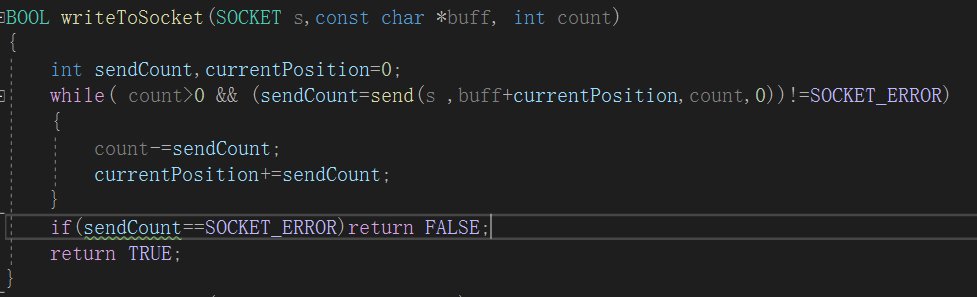 BOOL writeToSocket(SOCKET s,const char *buff, int count)
{
int sendCount,currentPosition=0;
while( count>0 && (sendCount=send(s ,buff+currentPosition,count,0))!=SOCKET_ERROR)
{
count-=sendCount;
currentPosition+=sendCount;
}
if(sendCount==SOCKET_ERROR)return FALSE;
return TRUE;
}